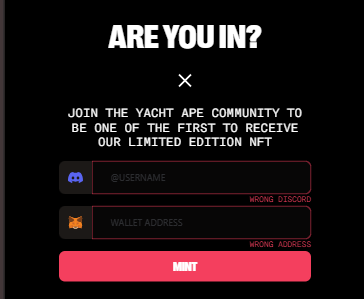 ARE YOU IN?
JOIN THE YACHT APE COMMUNITY TO
BE ONE OF THE FIRST TO RECEIVE
OUR LIMITED EDITION NFT
@USERNAME
WRONG DISCORD
WALLET ADDRESS
WRONG ADDRESS
MINT